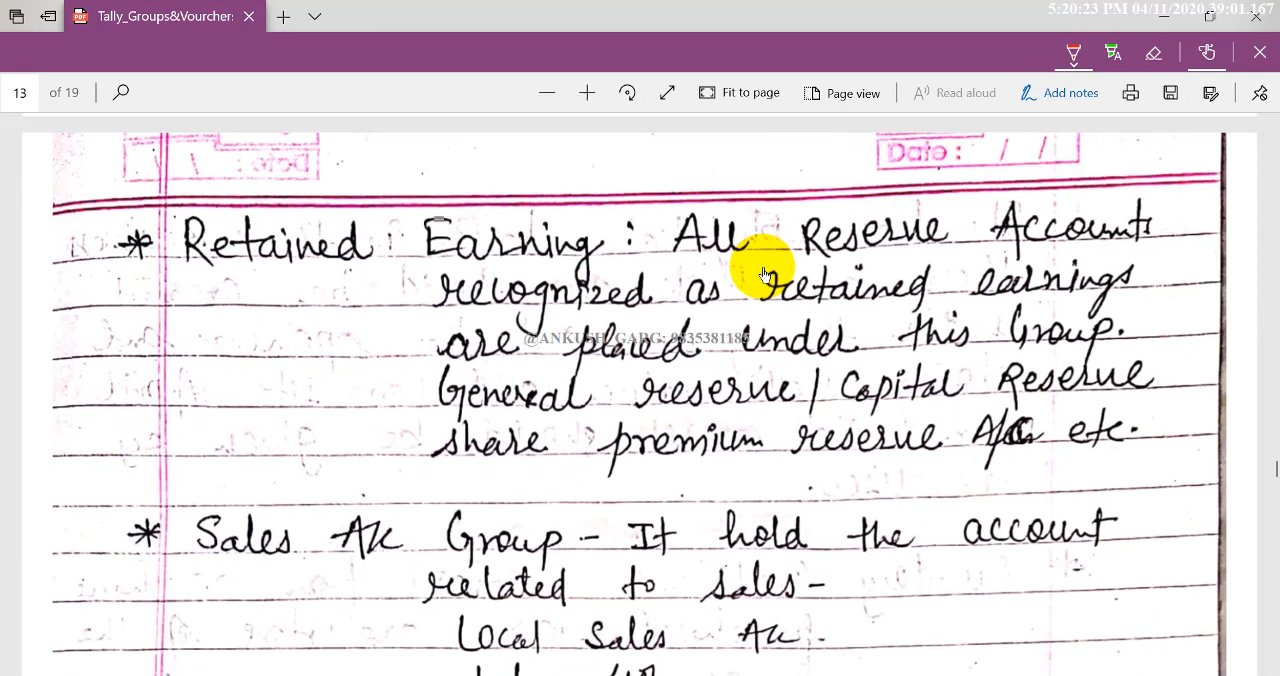 5:20:23 PM 04/11/2020 39:01.167
Tally_Groups&Vourcher
13 of 19
Fit to page
Page view
Read aloud
Add notes
Date : / /
* Retained Earning : All Reserve Accounts
recognized as retained earnings
@ANKUSH_GARG:
are placed under this Group.
General reserve / Capital Reserve
share premium reserve A/c etc.
* Sales A/c Group - It hold the account
related to sales -
Local Sales A/c